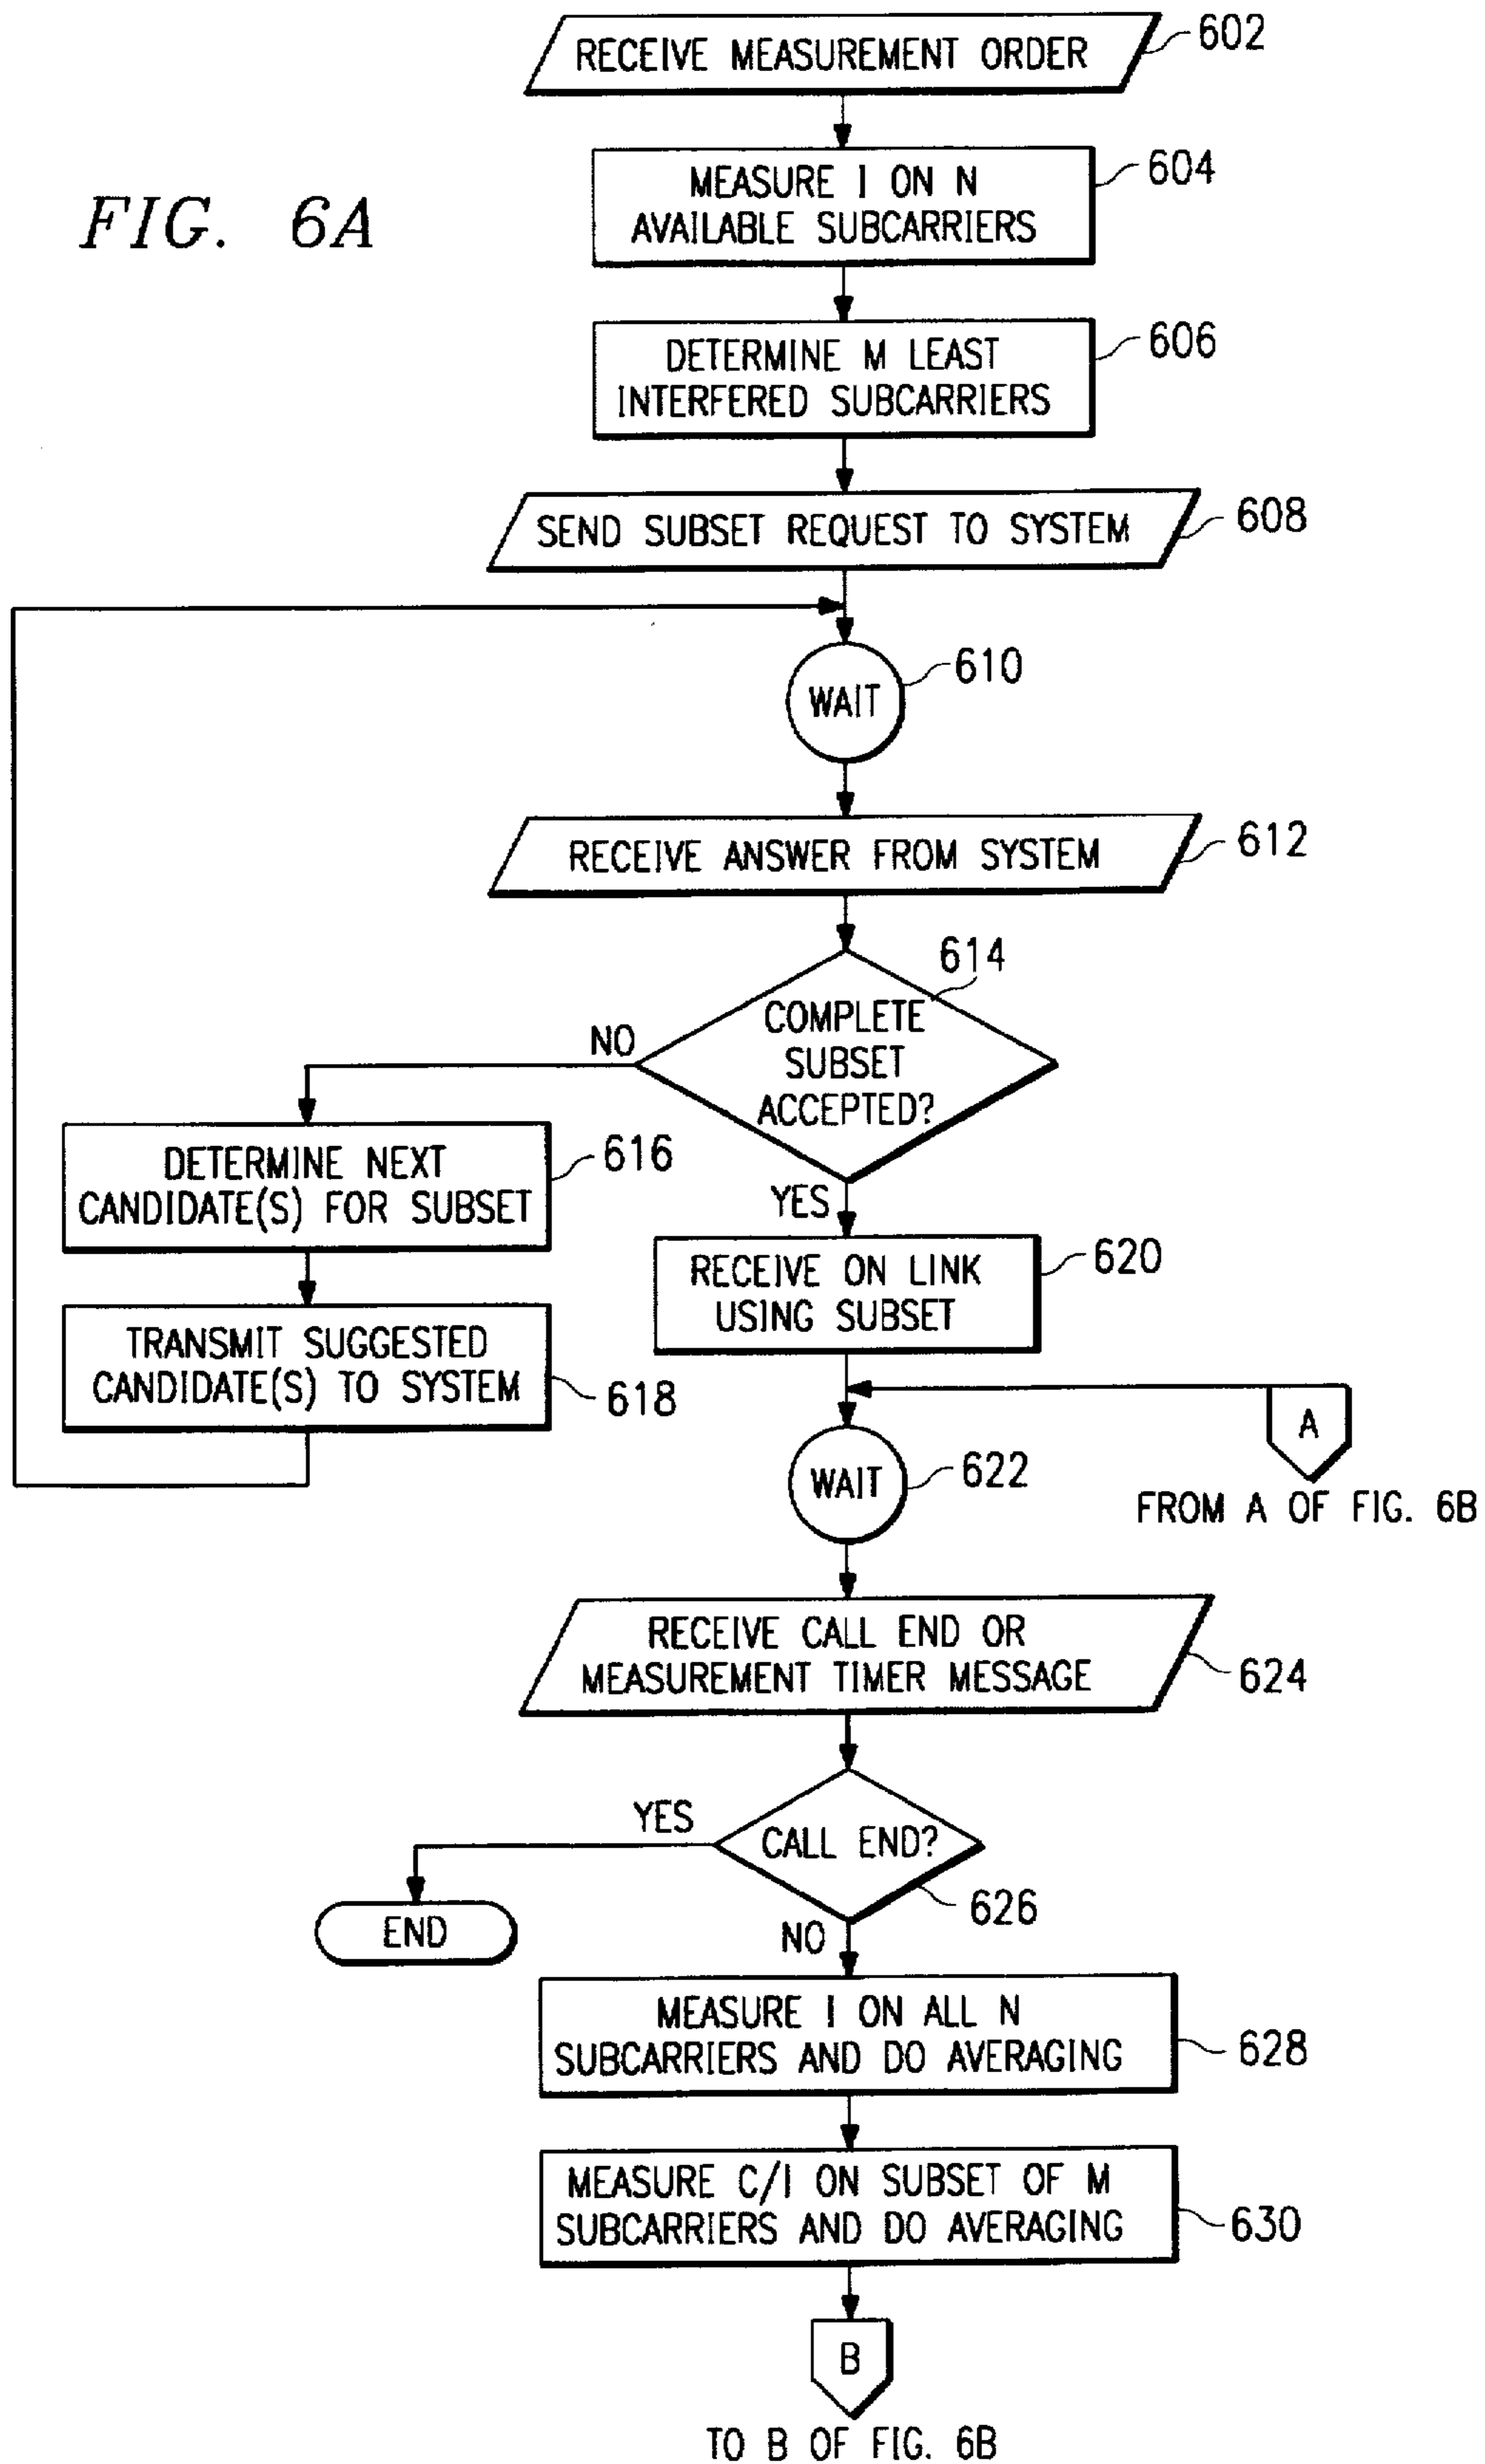 RECEIVE MEASUREMENT ORDER
602
FIG. 6A
MEASURE I ON N
AVAILABLE SUBCARRIERS
604
DETERMINE M LEAST
INTERFERED SUBCARRIERS
606
SEND SUBSET REQUEST TO SYSTEM
608
WAIT
610
RECEIVE ANSWER FROM SYSTEM
612
614
COMPLETE
SUBSET
ACCEPTED?
NO
DETERMINE NEXT
CANDIDATE(S) FOR SUBSET
616
TRANSMIT SUGGESTED
CANDIDATE(S) TO SYSTEM
618
YES
RECEIVE ON LINK
USING SUBSET
620
A
FROM A OF FIG. 6B
WAIT
622
RECEIVE CALL END OR
MEASUREMENT TIMER MESSAGE
624
CALL END?
626
YES
END
NO
MEASURE I ON ALL N
SUBCARRIERS AND DO AVERAGING
628
MEASURE C/I ON SUBSET OF M
SUBCARRIERS AND DO AVERAGING
630
B
TO B OF FIG. 6B